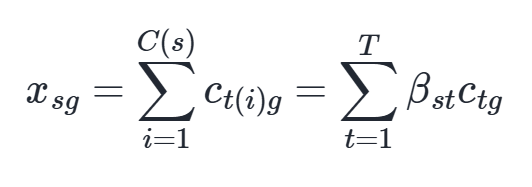 x_{sg} = \sum_{i=1}^{C(s)} c_{t(i)g} = \sum_{t=1}^{T} \beta_{st} c_{tg}